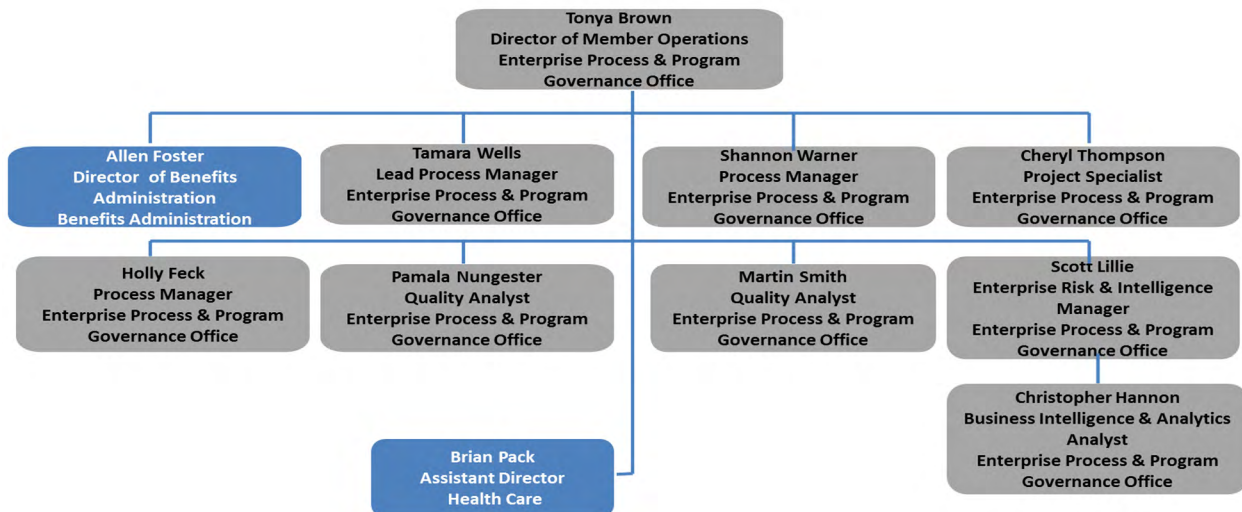 Tonya Brown
Director of Member Operations
Enterprise Process & Program
Governance Office
Allen Foster
Director of Benefits
Administration
Benefits Administration
Tamara Wells
Lead Process Manager
Enterprise Process & Program
Governance Office
Shannon Warner
Process Manager
Enterprise Process & Program
Governance Office
Cheryl Thompson
Project Specialist
Enterprise Process & Program
Governance Office
Holly Feck
Process Manager
Enterprise Process & Program
Governance Office
Pamala Nungester
Quality Analyst
Enterprise Process & Program
Governance Office
Martin Smith
Quality Analyst
Enterprise Process & Program
Governance Office
Scott Lillie
Enterprise Risk & Intelligence
Manager
Enterprise Process & Program
Governance Office
Christopher Hannon
Business Intelligence & Analytics
Analyst
Enterprise Process & Program
Governance Office
Brian Pack
Assistant Director
Health Care